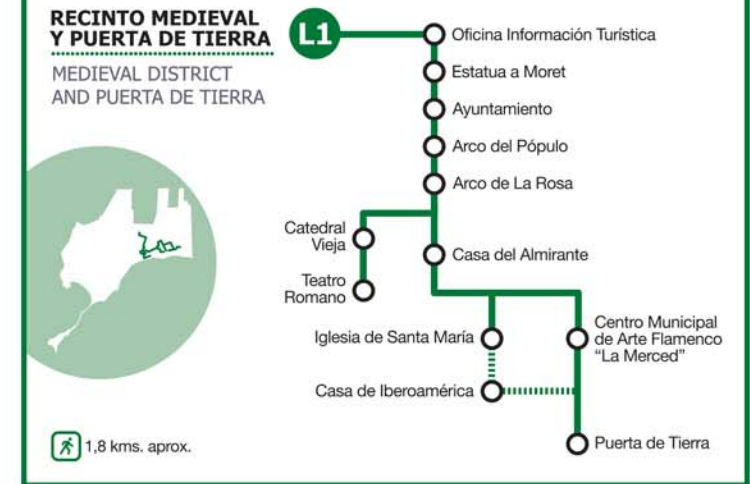 RECINTO MEDIEVAL
Y PUERTA DE TIERRA
MEDIEVAL DISTRICT
AND PUERTA DE TIERRA
L1
Oficina Información Turística
Estatua a Moret
Ayuntamiento
Arco del Pópulo
Arco de La Rosa
Catedral
Vieja
Casa del Almirante
Teatro
Romano
Iglesia de Santa María
Centro Municipal
de Arte Flamenco
“La Merced”
Casa de Iberoamérica
Puerta de Tierra
1,8 kms. aprox.